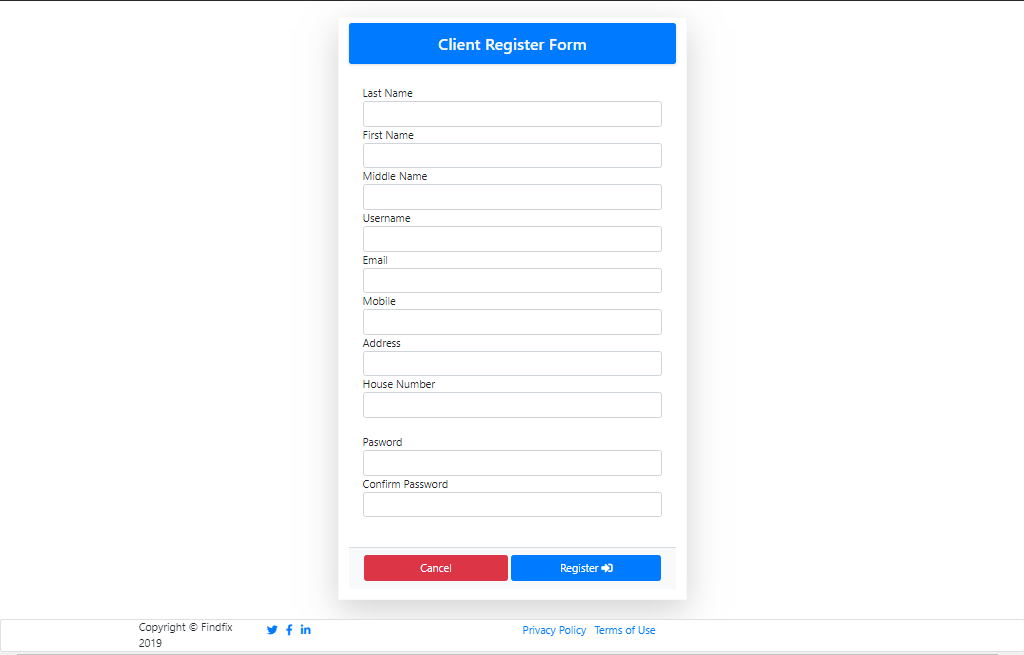 Client Register Form
Last Name
First Name
Middle Name
Username
Email
Mobile
Address
House Number
Pasword
Confirm Password
Cancel Register
Copyright © Findfix
2019
Privacy Policy Terms of Use